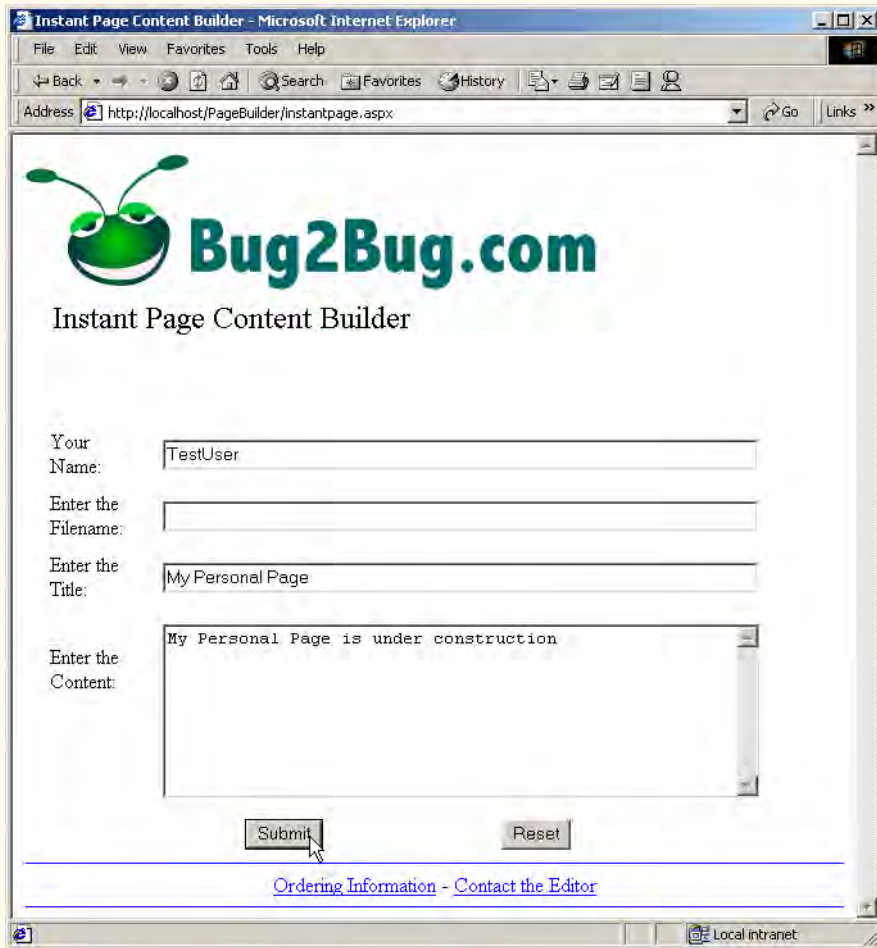 Instant Page Content Builder - Microsoft Internet Explorer
File Edit View Favorites Tools Help
Back Search Favorites History
Address http://localhost/PageBuilder/instantpage.aspx Go Links »
Bug2Bug.com
Instant Page Content Builder
Your
Name:
TestUser
Enter the
Filename:
Enter the
Title:
My Personal Page
Enter the
Content:
My Personal Page is under construction
Submit Reset
Ordering Information - Contact the Editor
Local intranet